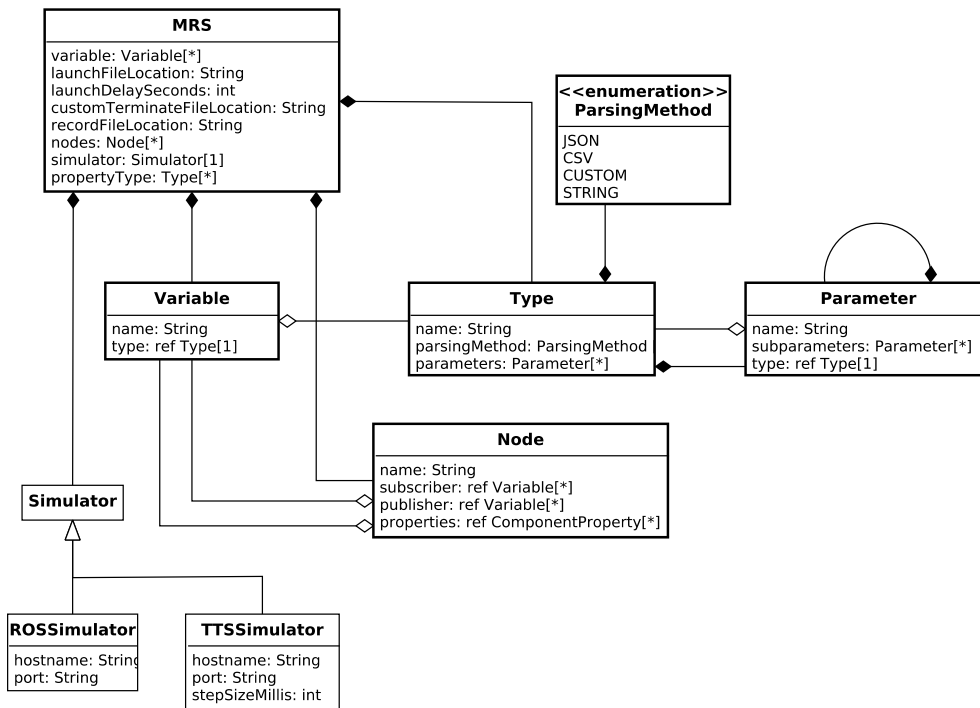 MRS
variable: Variable[*]
launchFileLocation: String
launchDelaySeconds: int
customTerminateFileLocation: String
recordFileLocation: String
nodes: Node[*]
simulator: Simulator[1]
propertyType: Type[*]
<<enumeration>>
ParsingMethod
JSON
CSV
CUSTOM
STRING
Variable
name: String
type: ref Type[1]
Type
name: String
parsingMethod: ParsingMethod
parameters: Parameter[*]
Parameter
name: String
subparameters: Parameter[*]
type: ref Type[1]
Node
name: String
subscriber: ref Variable[*]
publisher: ref Variable[*]
properties: ref ComponentProperty[*]
Simulator
ROSSimulator
hostname: String
port: String
TTSSimulator
hostname: String
port: String
stepSizeMillis: int